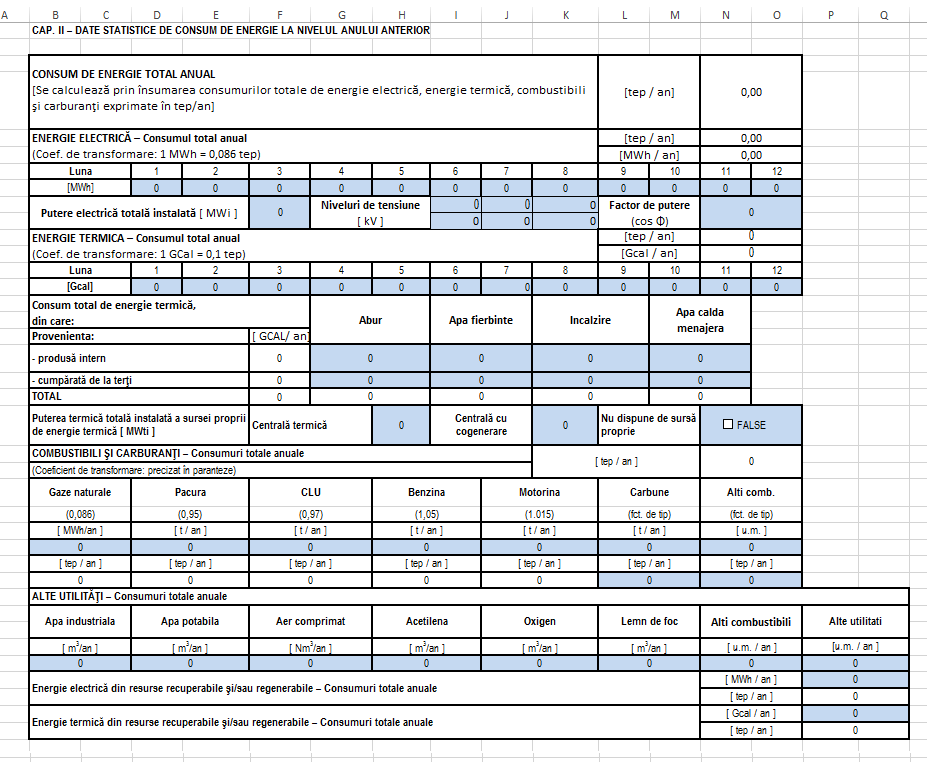 A B C D E F G H I J K L M N O P Q
CAP. II – DATE STATISTICE DE CONSUM DE ENERGIE LA NIVELUL ANULUI ANTERIOR
CONSUM DE ENERGIE TOTAL ANUAL
[Se calculează prin însumarea consumurilor totale de energie electrică, energie termică, combustibili
şi carburanţi exprimate în tep/an]
[tep / an] 0,00
ENERGIE ELECTRICĂ – Consumul total anual [tep / an] 0,00
(Coef. de transformare: 1 MWh = 0,086 tep) [MWh / an] 0,00
Luna 1 2 3 4 5 6 7 8 9 10 11 12
[MWh] 0 0 0 0 0 0 0 0 0 0 0 0
Putere electrică totală instalată [ MWi ] 0
Niveluri de tensiune
[ kV ]
0 0 0
0 0 0
Factor de putere
(cos Φ)
0
ENERGIE TERMICA – Consumul total anual [tep / an] 0
(Coef. de transformare: 1 GCal = 0,1 tep) [Gcal / an] 0
Luna 1 2 3 4 5 6 7 8 9 10 11 12
[Gcal] 0 0 0 0 0 0 0 0 0 0 0 0
Consum total de energie termică,
din care:
Provenienta: [ GCAL/ an]
Abur
Apa fierbinte
Incalzire
Apa calda
menajera
- produsă intern 0 0 0 0 0
- cumpărată de la terţi 0 0 0 0 0
TOTAL 0 0 0 0 0
Puterea termică totală instalată a sursei proprii
de energie termică [ MWti ]
Centrală termică 0
Centrală cu
cogenerare
0
Nu dispune de sursă
proprie
FALSE
COMBUSTIBILI ŞI CARBURANŢI – Consumuri totale anuale
(Coeficient de transformare: precizat în paranteze)
[ tep / an ] 0
Gaze naturale Pacura CLU Benzina Motorina Carbune Alti comb.
(0,086) (0,95) (0,97) (1,05) (1.015) (fct. de tip) (fct. de tip)
[ MWh/an ] [ t / an ] [ t / an ] [ t / an ] [ t / an ] [ t / an ] [ u.m. ]
0 0 0 0 0 0 0
[ tep / an ] [ tep / an ] [ tep / an ] [ tep / an ] [ tep / an ] [ tep / an ] [ tep / an ]
0 0 0 0 0 0 0
ALTE UTILITĂŢI – Consumuri totale anuale
Apa industriala Apa potabila Aer comprimat Acetilena Oxigen Lemn de foc Alti combustibili Alte utilitati
[ m³/an ] [ m³/an ] [ Nm³/an ] [ m³/an ] [ m³/an ] [ m³/an ] [ u.m. / an ] [u.m. / an ]
0 0 0 0 0 0 0 0
Energie electrică din resurse recuperabile şi/sau regenerabile – Consumuri totale anuale
[ MWh / an ] 0
[ tep / an ] 0
Energie termică din resurse recuperabile şi/sau regenerabile – Consumuri totale anuale
[ Gcal / an ] 0
[ tep / an ] 0